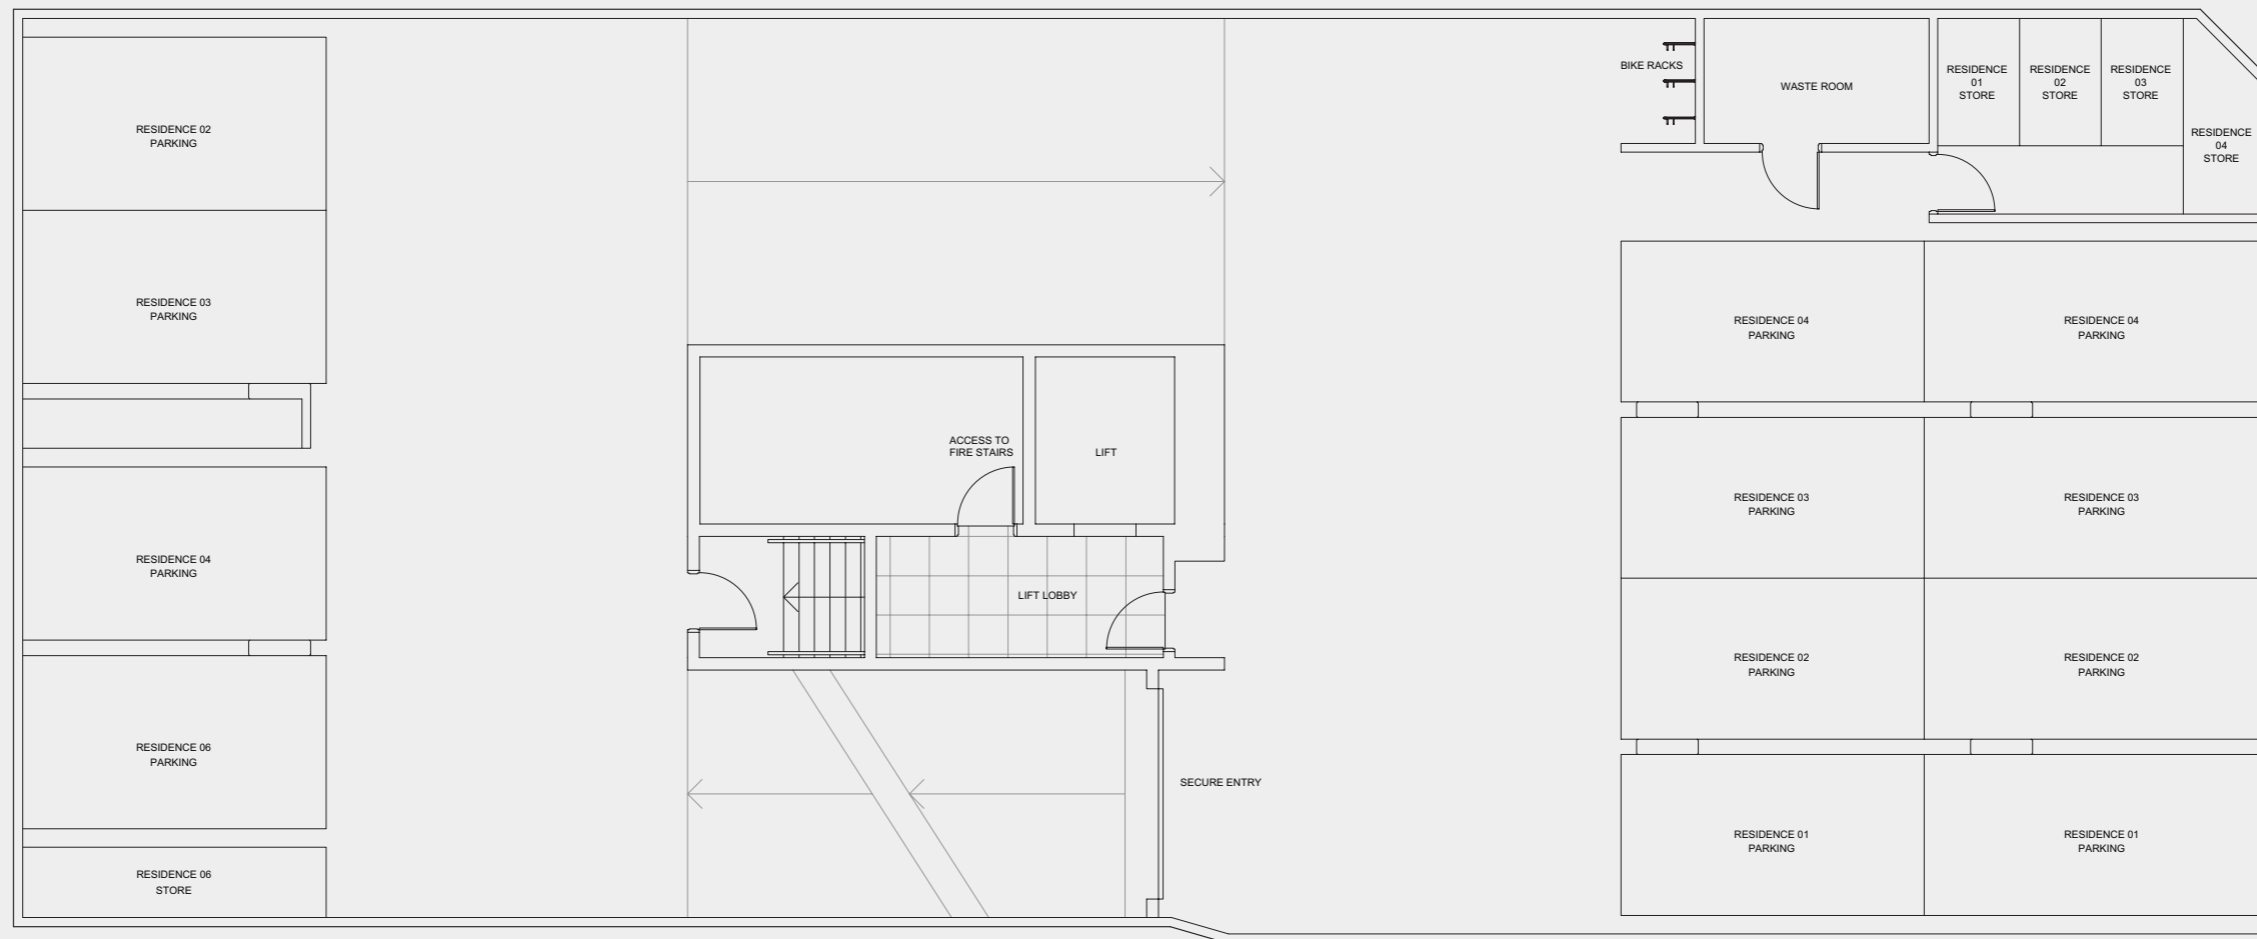 BIKE RACKS
WASTE ROOM
RESIDENCE
01
STORE
RESIDENCE
02
STORE
RESIDENCE
03
STORE
RESIDENCE
04
STORE
RESIDENCE 02
PARKING
RESIDENCE 03
PARKING
RESIDENCE 04
PARKING
RESIDENCE 06
PARKING
RESIDENCE 06
STORE
ACCESS TO
FIRE STAIRS
LIFT
LIFT LOBBY
SECURE ENTRY
RESIDENCE 04
PARKING
RESIDENCE 04
PARKING
RESIDENCE 03
PARKING
RESIDENCE 03
PARKING
RESIDENCE 02
PARKING
RESIDENCE 02
PARKING
RESIDENCE 01
PARKING
RESIDENCE 01
PARKING